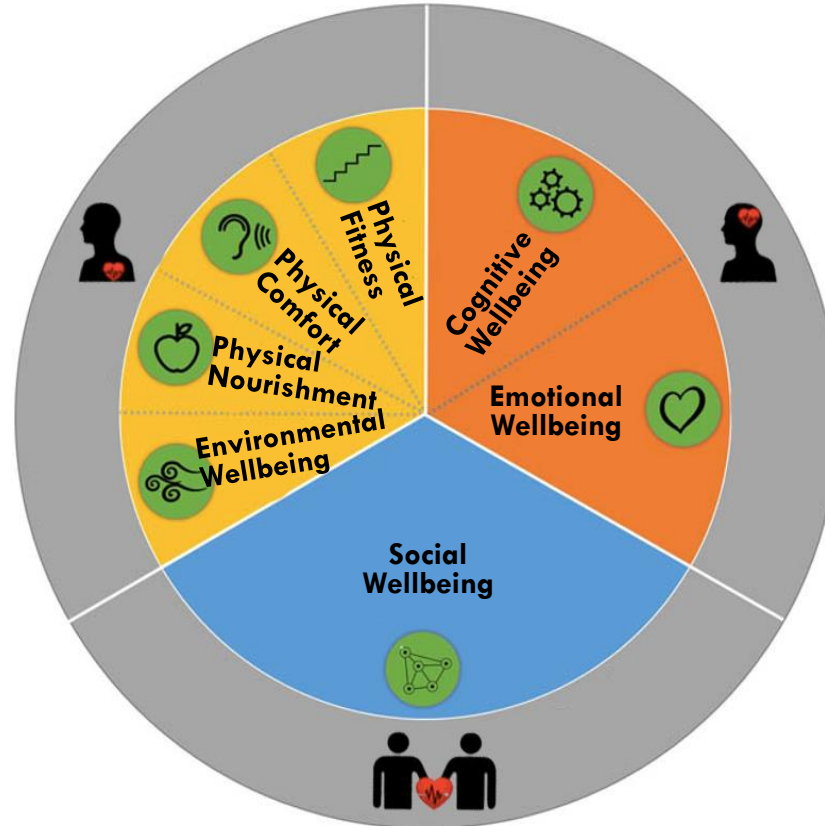 Physical
Fitness
Physical
Comfort
Physical
Nourishment
Environmental
Wellbeing
Cognitive
Wellbeing
Emotional
Wellbeing
Social
Wellbeing